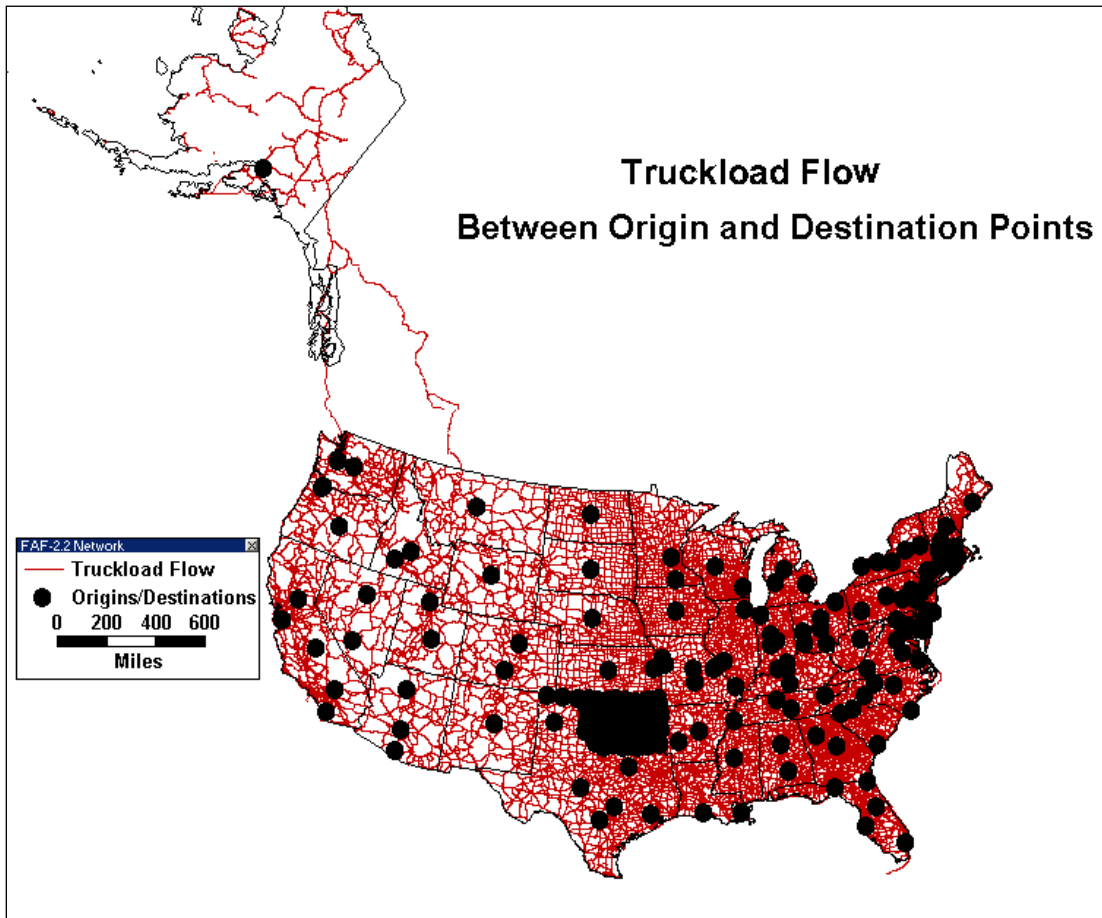 Truckload Flow
Between Origin and Destination Points
FAF-2.2 Network
Truckload Flow
Origins/Destinations
0 200 400 600
Miles